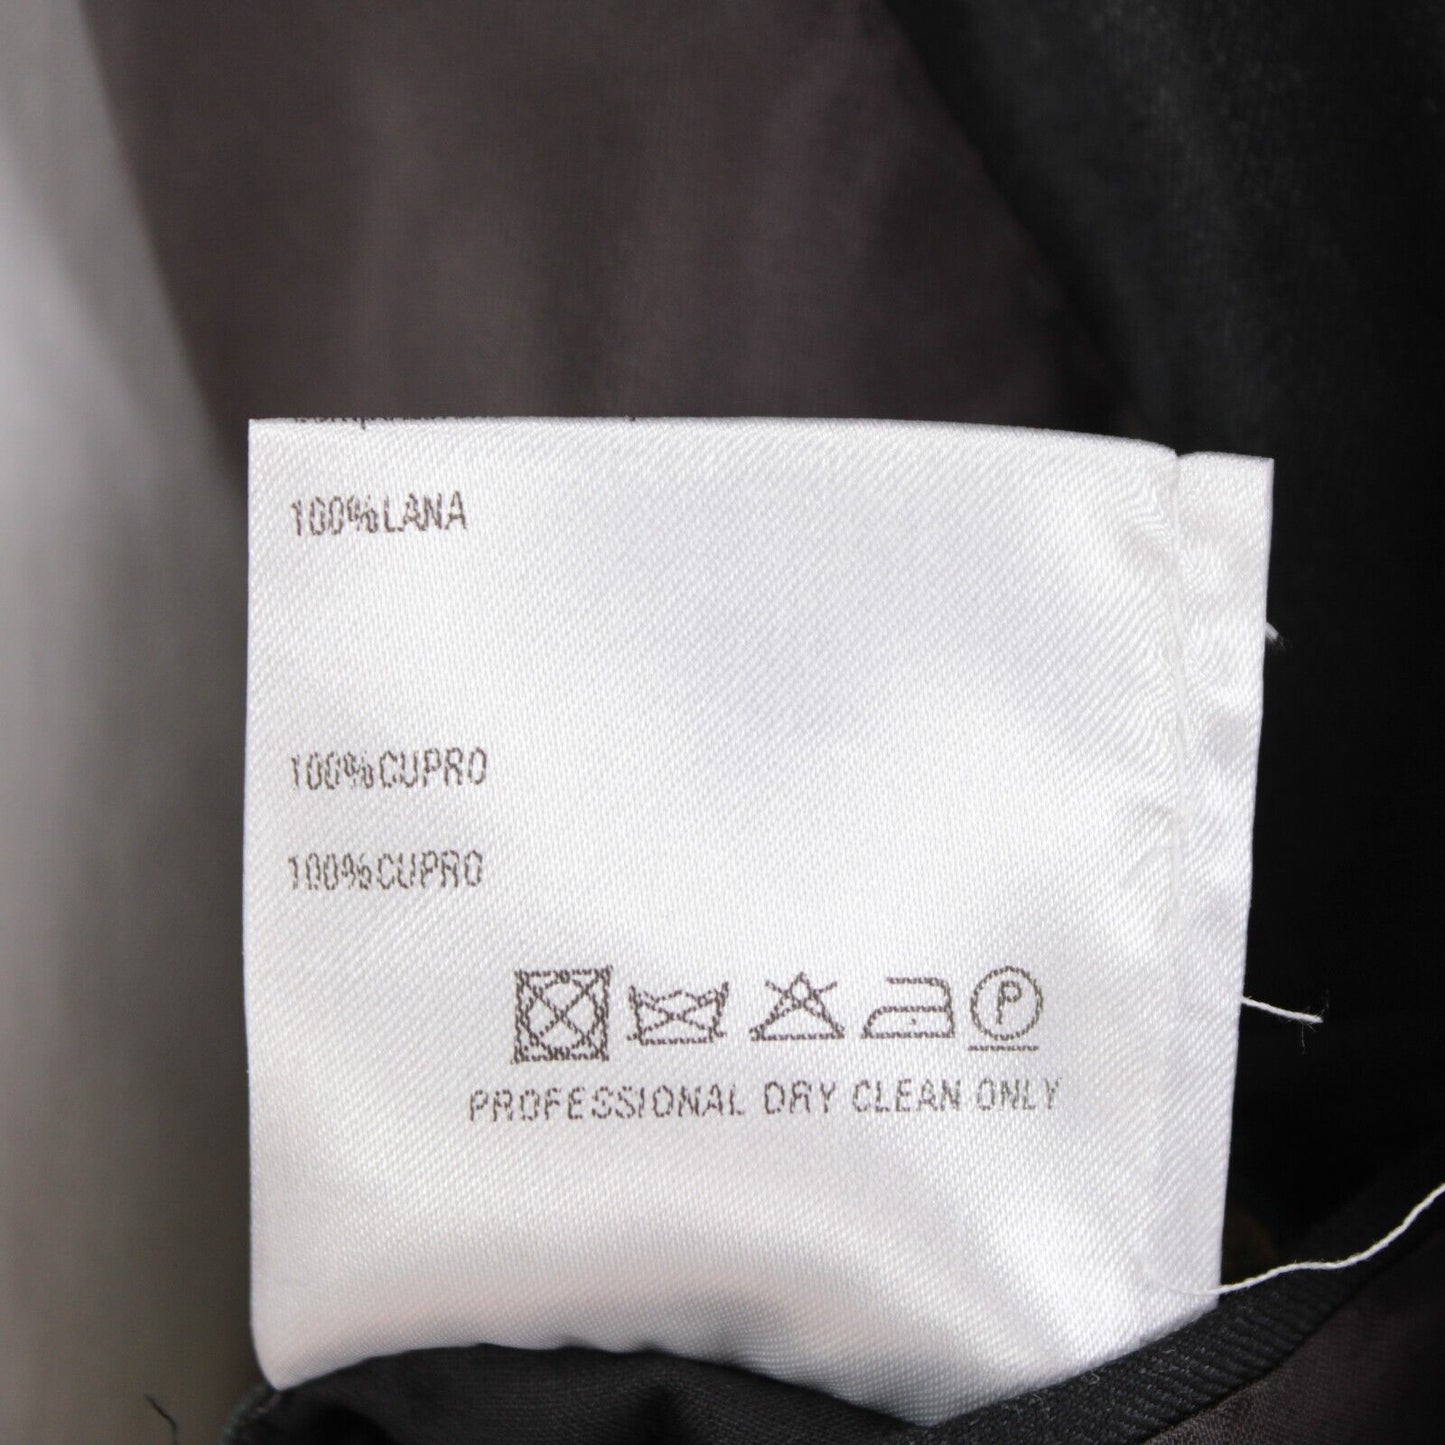 100%LANA
100%CUPRO
100%CUPRO
P
PROFESSIONAL DRY CLEAN ONLY